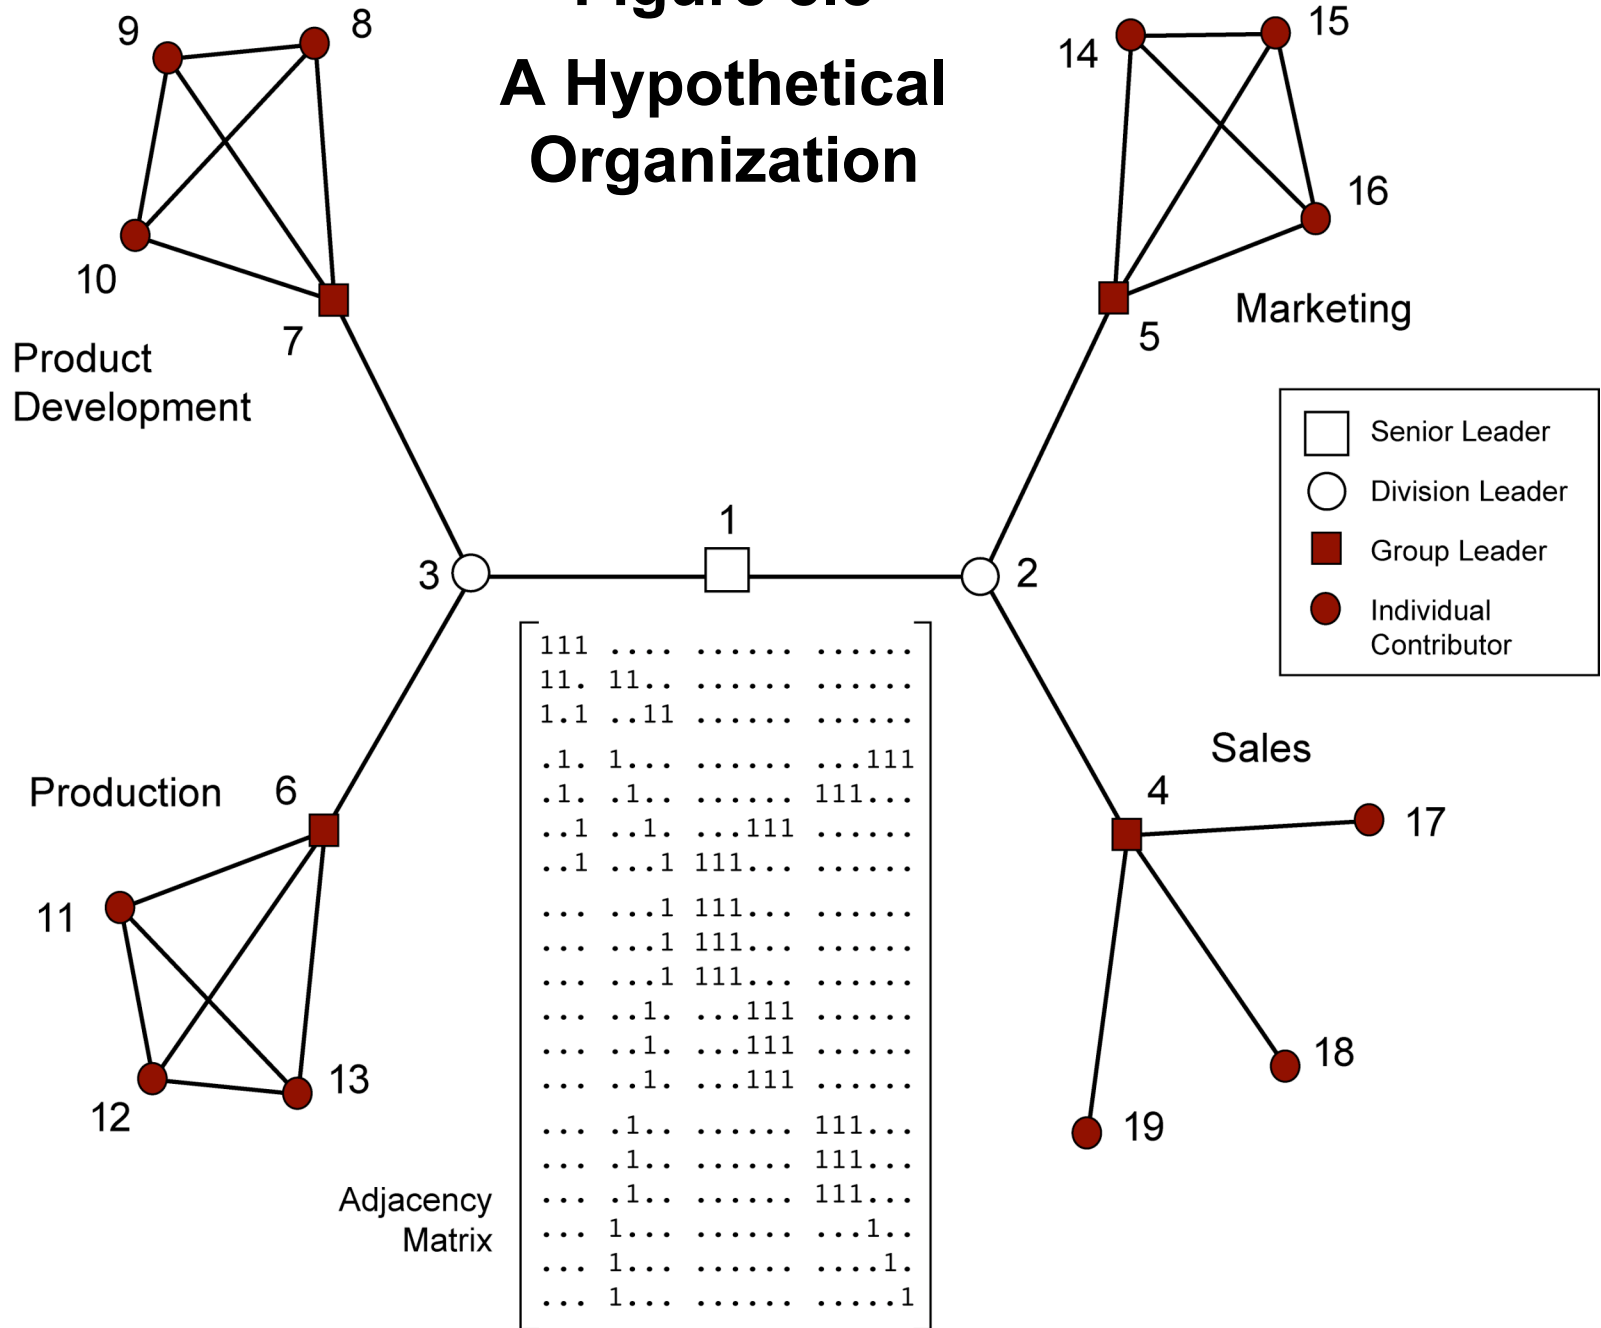 A Hypothetical
Organization
9
8
10
7
Product
Development
14
15
16
5
Marketing
Senior Leader
Division Leader
Group Leader
Individual
Contributor
1
3
2
Production
6
11
12
13
Sales
4
17
18
19
Adjacency
Matrix
111 .... ...... ......
11. 11.. ...... ......
1.1 ..11 ...... ......
.1. 1... ...... ...111
.1. .1.. ...... 111...
..1 ..1. ...111 ......
..1 ...1 111... ......
... ...1 111... ......
... ...1 111... ......
... ...1 111... ......
... ..1. ...111 ......
... ..1. ...111 ......
... ..1. ...111 ......
... .1.. ...... 111...
... .1.. ...... 111...
... .1.. ...... 111...
... 1... ...... ...1..
... 1... ...... ....1.
... 1... ...... .....1